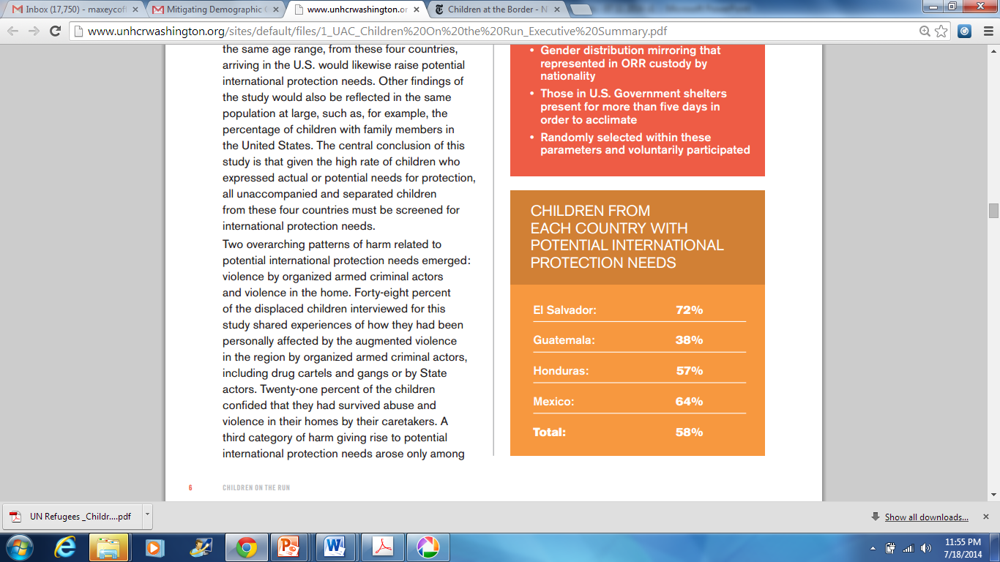 Inbox (17,750) - maxeycoff
Mitigating Demographic
www.unhcrwashington.or
Children at the Border - N
www.unhcrwashington.org/sites/default/files/1_UAC_Children%20On%20the%20Run_Executive%20Summary.pdf
the same age range, from these four countries,
arriving in the U.S. would likewise raise potential
international protection needs. Other findings of
the study would also be reflected in the same
population at large, such as, for example, the
percentage of children with family members in
the United States. The central conclusion of this
study is that given the high rate of children who
expressed actual or potential needs for protection,
all unaccompanied and separated children
from these four countries must be screened for
international protection needs.
Two overarching patterns of harm related to
potential international protection needs emerged:
violence by organized armed criminal actors
and violence in the home. Forty-eight percent
of the displaced children interviewed for this
study shared experiences of how they had been
personally affected by the augmented violence
in the region by organized armed criminal actors,
including drug cartels and gangs or by State
actors. Twenty-one percent of the children
confided that they had survived abuse and
violence in their homes by their caretakers. A
third category of harm giving rise to potential
international protection needs arose only among
• Gender distribution mirroring that
represented in ORR custody by
nationality
• Those in U.S. Government shelters
present for more than five days in
order to acclimate
• Randomly selected within these
parameters and voluntarily participated
CHILDREN FROM
EACH COUNTRY WITH
POTENTIAL INTERNATIONAL
PROTECTION NEEDS
El Salvador: 72%
Guatemala: 38%
Honduras: 57%
Mexico: 64%
Total: 58%
6 CHILDREN ON THE RUN
UN Refugees _Childr....pdf
Show all downloads...
11:55 PM
7/18/2014